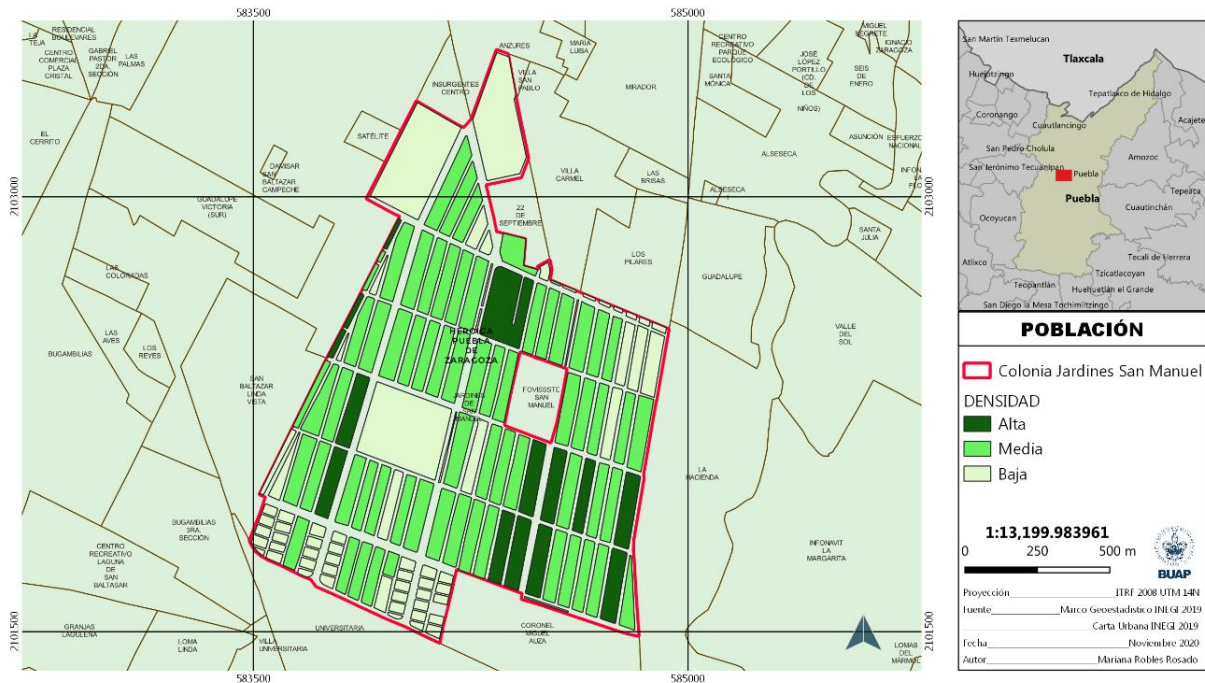 583500
585000
LA
TEJA
RESIDENCIAL
BOULEVARES
CENTRO
COMERCIAL
PLAZA
CRISTAL
GABRIEL
PASTOR
2DA.
SECCIÓN
LAS
PALMAS
ANZURES
MARÍA
LUISA
CENTRO
RECREATIVO
PARQUE
ECOLÓGICO
SANTA
MÓNICA
JOSÉ
LÓPEZ
PORTILLO
(CD.
DE
LOS
NIÑOS)
MIGUEL
NEGRETE
IGNACIO
ZARAGOZA
SEIS
DE
ENERO
INSURGENTES
CENTRO
VILLA
SAN
PABLO
MIRADOR
EL
CERRITO
SATÉLITE
ASUNCIÓN
ESFUERZO
NACIONAL
DAMISAR
SAN
BALTAZAR
CAMPECHE
VILLA
CARMEL
LAS
BRISAS
ALSESECA
ALSESECA
2103000
2103000
GUADALUPE
VICTORIA
(SUR)
22
DE
SEPTIEMBRE
SANTA
JULIA
LOS
PILARES
LAS
COLORADAS
GUADALUPE
LAS
AVES
LOS
REYES
BUGAMBILIAS
HEROICA
PUEBLA
DE
ZARAGOZA
VALLE
DEL
SOL
SAN
BALTAZAR
LINDA
VISTA
JARDINES
DE
SAN
MANUEL
FOVISSSTE
SAN
MANUEL
LA
HACIENDA
BUGAMBILIAS
3RA.
SECCIÓN
INFONAVIT
LA
MARGARITA
CENTRO
RECREATIVO
LAGUNA
DE
SAN
BALTASAR
2101500
2101500
GRANJAS
LAGULENA
LOMA
LINDA
VILLA
UNIVERSITARIA
UNIVERSITARIA
CORONEL
MIGUEL
AUZA
LOMAS
DEL
MÁRMOL
583500
585000
San Martín Texmelucan
Tlaxcala
Huejotzingo
Tepatlaxco de Hidalgo
Coronango
Acajete
Cuautlancingo
San Pedro Cholula
Amozoc
San Jerónimo Tecuanipan
Puebla
Tepeaca
Puebla
Cuautinchán
Ocoyucan
Atlixco
Tecali de Herrera
Tzicatlacoyan
Teopantlán
Huehuetlán el Grande
San Diego la Mesa Tochimiltzingo
POBLACIÓN
Colonia Jardines San Manuel
DENSIDAD
Alta
Media
Baja
1:13,199.983961
0 250 500 m
BUAP
Proyección ITRF 2008 UTM 14N
Fuente Marco Geoestadístico INEGI 2019
Carta Urbana INEGI 2019
Fecha Noviembre 2020
Autor Mariana Robles Rosado